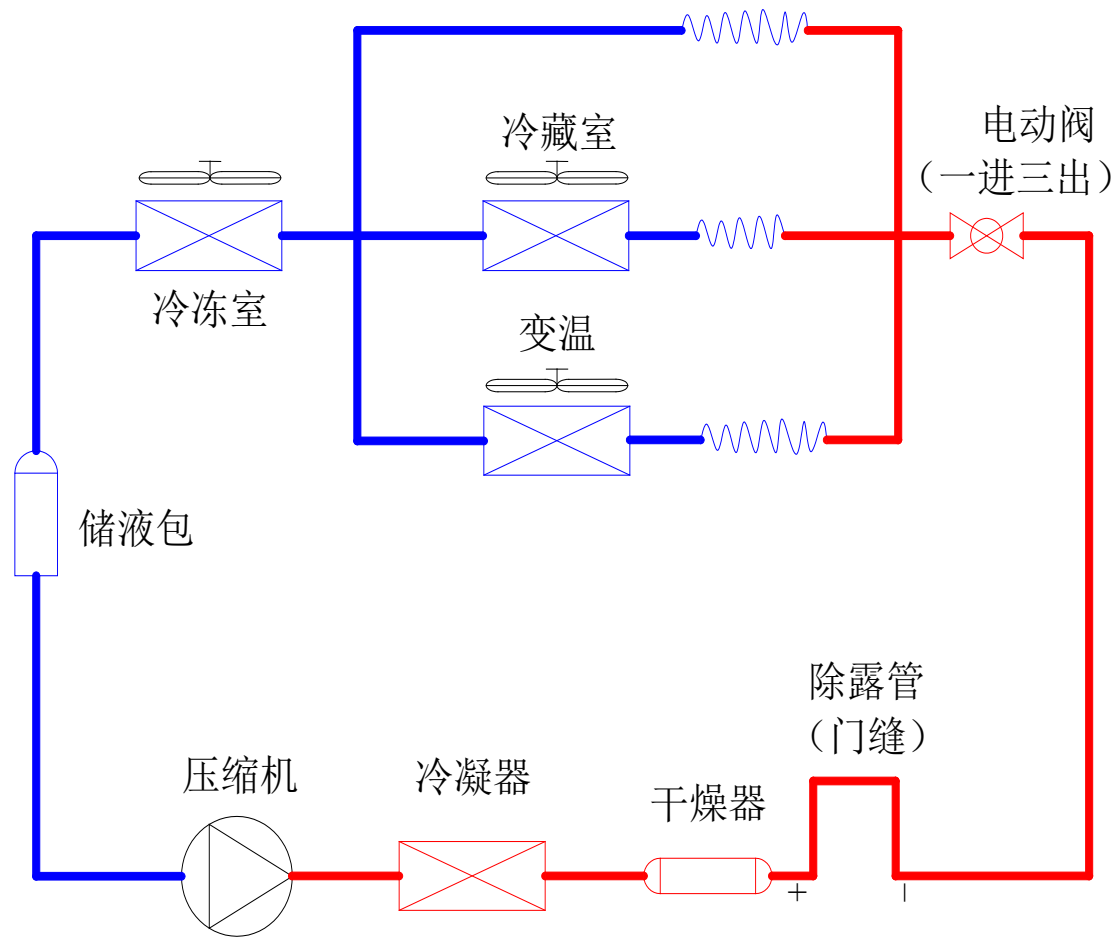 冷藏室
电动阀
（一进三出）
冷冻室
变温
储液包
除露管
（门缝）
压缩机
冷凝器
干燥器
+
-